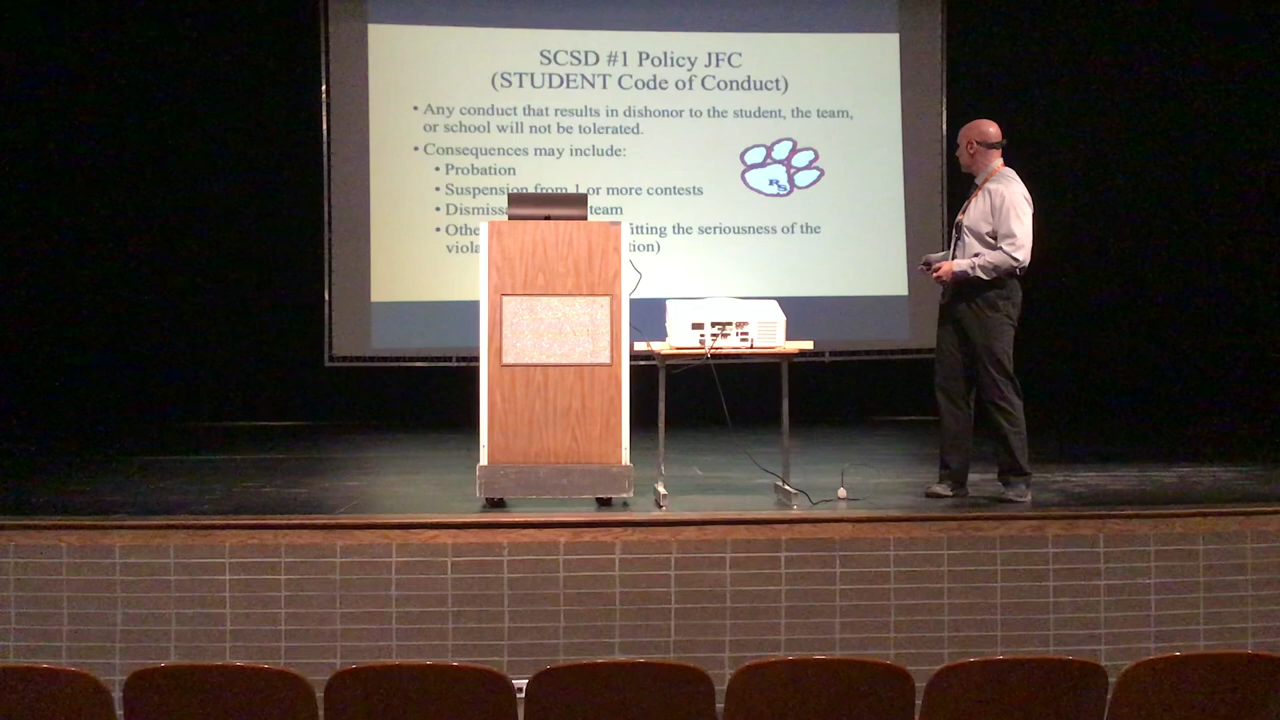 SCSD #1 Policy JFC
(STUDENT Code of Conduct)
• Any conduct that results in dishonor to the student, the team,
or school will not be tolerated.
• Consequences may include:
• Probation
• Suspension from 1 or more contests
• Dismissa team
• Othe itting the seriousness of the
viola tion)
RS